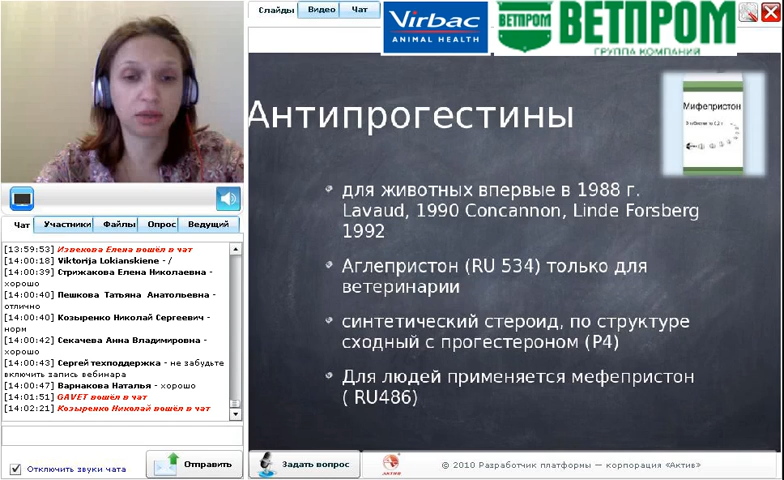 Слайды Видео Чат
Virbac
ANIMAL HEALTH
ВЕТПРОМ
ВЕТПРОМ
ГРУППА КОМПАНИЙ
Антипрогестины
Мифепристон
для животных впервые в 1988 г.
Lavaud, 1990 Concannon, Linde Forsberg
1992
Аглепристон (RU 534) только для
ветеринарии
синтетический стероид, по структуре
сходный с прогестероном (P4)
Для людей применяется мефепристон
( RU486)
Чат Участники Файлы Опрос Ведущий
[13:59:53] Извекова Елена вошёл в чат
[14:00:18] Viktorija Lokianskiene - /
[14:00:39] Стрижакова Елена Николаевна -
хорошо
[14:00:40] Пешкова Татьяна Анатольевна -
отлично
[14:00:40] Козыренко Николай Сергеевич -
норм
[14:00:42] Секачева Анна Владимировна -
хорошо
[14:00:43] Сергей техподдержка - не забудьте
включить запись вебинара
[14:00:47] Варнакова Наталья - хорошо
[14:01:51] GAVET вошёл в чат
[14:02:21] Козыренко Николай вошёл в чат
Отключить звуки чата
Отправить
Задать вопрос
АКТИВ
© 2010 Разработчик платформы — корпорация «Актив»